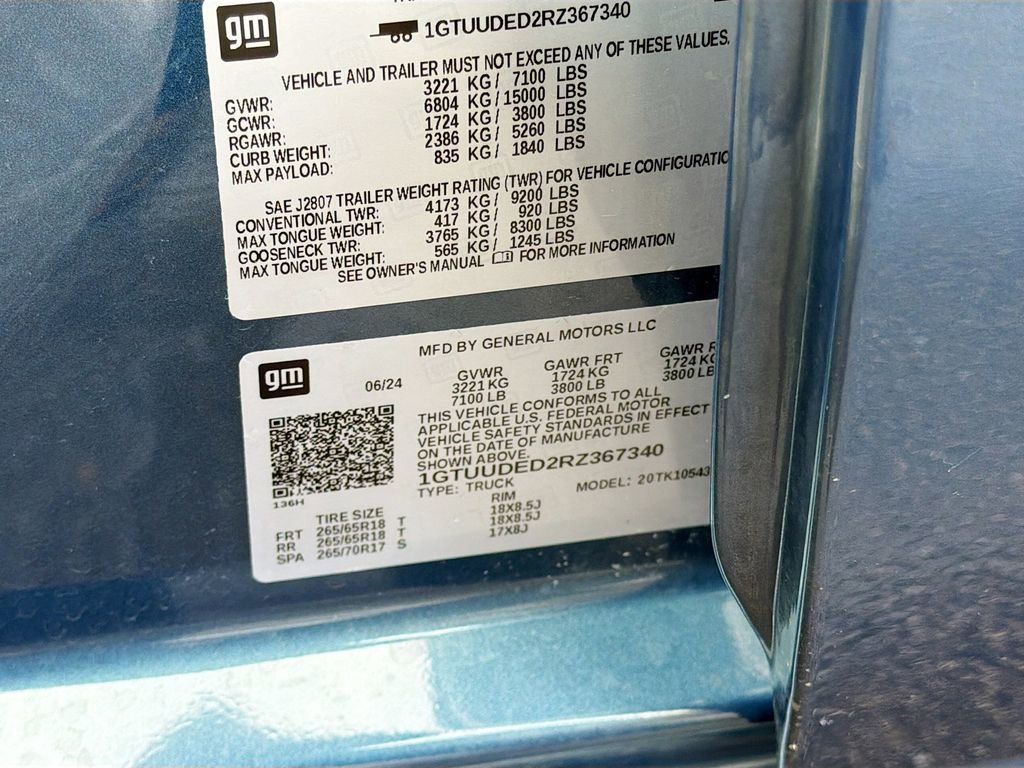 gm
1GTUUDED2RZ367340
VEHICLE AND TRAILER MUST NOT EXCEED ANY OF THESE VALUES.
GVWR: 3221 KG/ 7100 LBS
GCWR: 6804 KG/ 15000 LBS
RGAWR: 1724 KG/ 3800 LBS
CURB WEIGHT: 2386 KG/ 5260 LBS
MAX PAYLOAD: 835 KG/ 1840 LBS
SAE J2807 TRAILER WEIGHT RATING (TWR) FOR VEHICLE CONFIGURATIO
CONVENTIONAL TWR: 4173 KG/ 9200 LBS
MAX TONGUE WEIGHT: 417 KG/ 920 LBS
GOOSENECK TWR: 3765 KG/ 8300 LBS
MAX TONGUE WEIGHT: 565 KG/ 1245 LBS
SEE OWNER'S MANUAL FOR MORE INFORMATION
gm
MFD BY GENERAL MOTORS LLC
06/24 GVWR GAWR FRT GAWR R
3221 KG 1724 KG 1724 KG
7100 LB 3800 LB 3800 LB
THIS VEHICLE CONFORMS TO ALL
APPLICABLE U.S. FEDERAL MOTOR
VEHICLE SAFETY STANDARDS IN EFFECT
ON THE DATE OF MANUFACTURE
SHOWN ABOVE.
1GTUUDED2RZ367340
TYPE: TRUCK MODEL: 20TK10543
136H
TIRE SIZE RIM
FRT 265/65R18 T 18X8.5J
RR 265/65R18 T 18X8.5J
SPA 265/70R17 S 17X8J